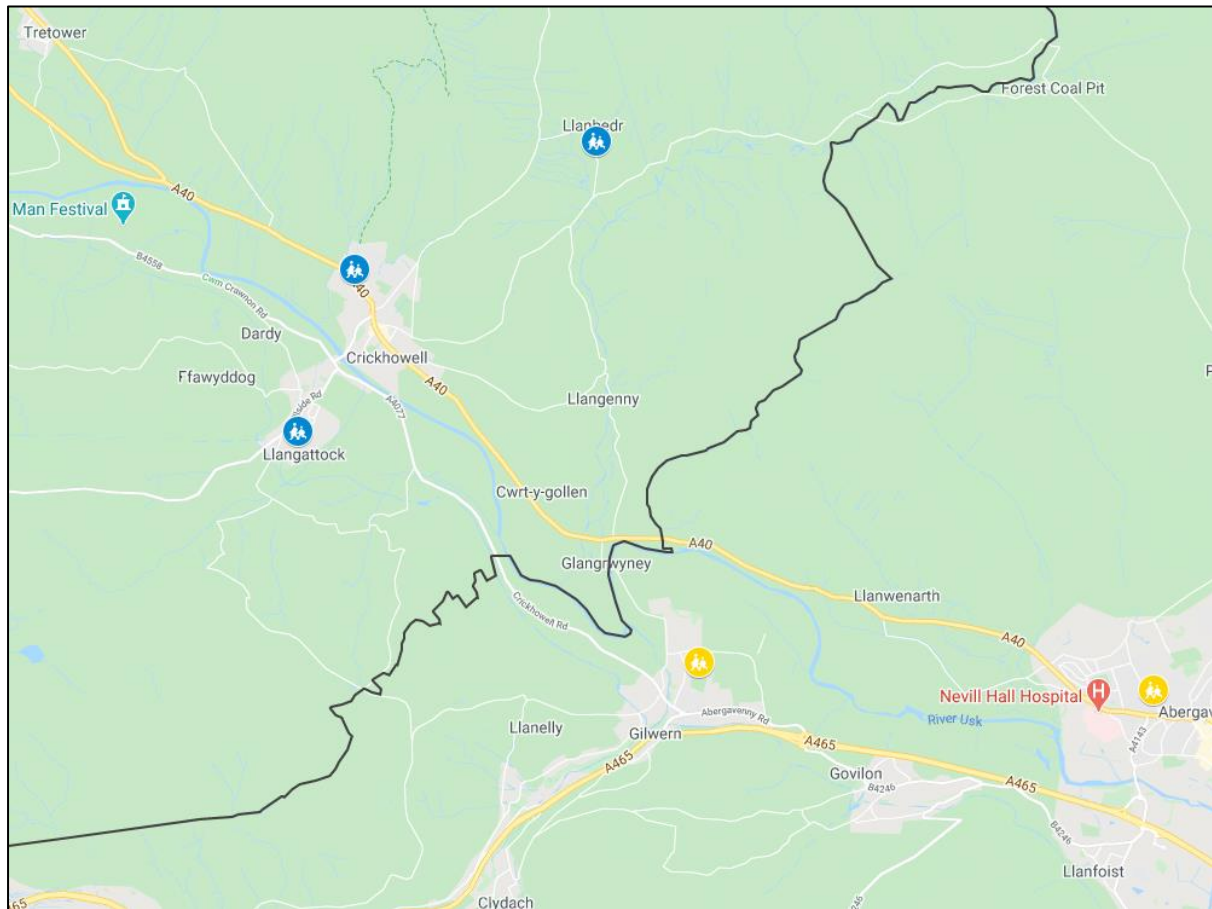 Tretower
Forest Coal Pit
Llanbedr
A40
Man Festival
B4558
Cwm Crawnon Rd
A40
Dardy
Crickhowell
Ffawyddog
A40
Llangenny
A4077
Llangattock
Cwrt-y-gollen
A40
Glangrwyney
Llanwenarth
Crickhowell Rd
A40
Nevill Hall Hospital
H
Abergav
Abergavenny Rd
River Usk
Llanelly
Gilwern
A4143
A465
A465
Govilon
B4246
A465
B4246
Llanfoist
Clydach
A465
B4246